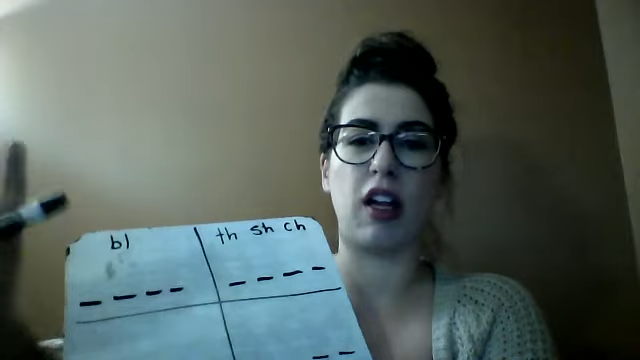 bl
th sh ch
_ _ _ _
_ _ _ _
_ _